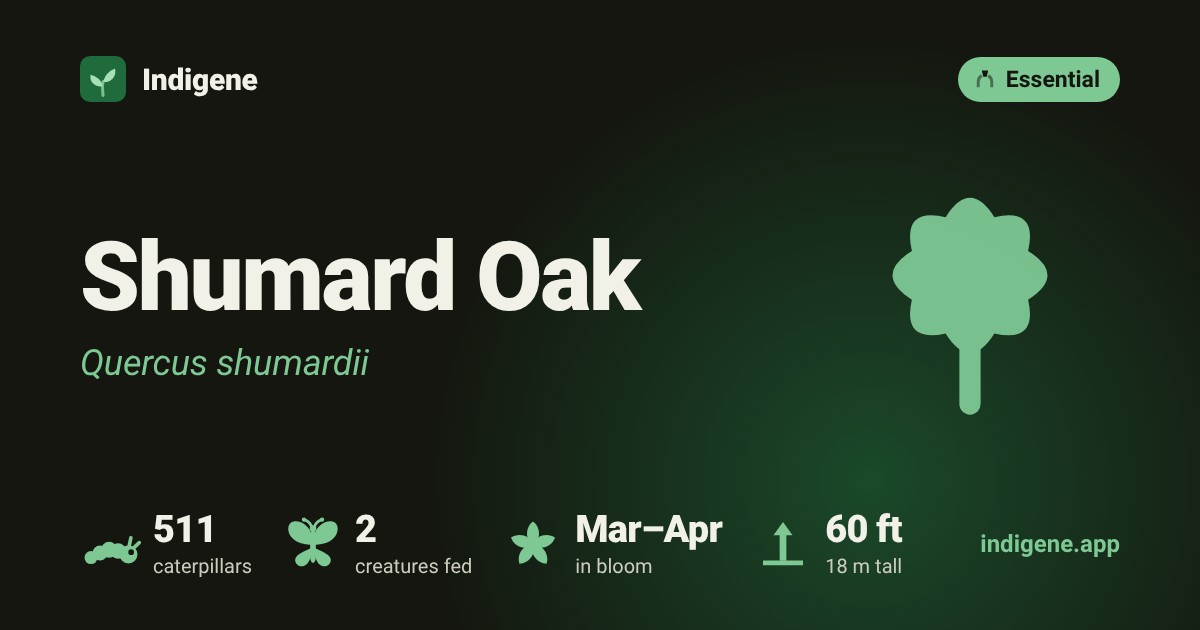 Indigene
Essential
Shumard Oak
Quercus shumardii
511
caterpillars
2
creatures fed
Mar–Apr
in bloom
60 ft
18 m tall
indigene.app